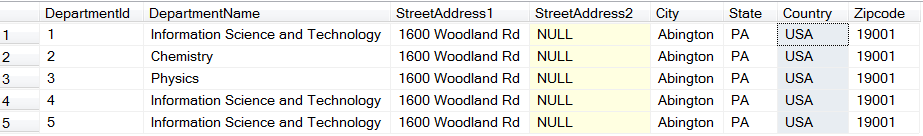 DepartmentId DepartmentName StreetAddress1 StreetAddress2 City State Country Zipcode
1 1 Information Science and Technology 1600 Woodland Rd NULL Abington PA USA 19001
2 2 Chemistry 1600 Woodland Rd NULL Abington PA USA 19001
3 3 Physics 1600 Woodland Rd NULL Abington PA USA 19001
4 4 Information Science and Technology 1600 Woodland Rd NULL Abington PA USA 19001
5 5 Information Science and Technology 1600 Woodland Rd NULL Abington PA USA 19001